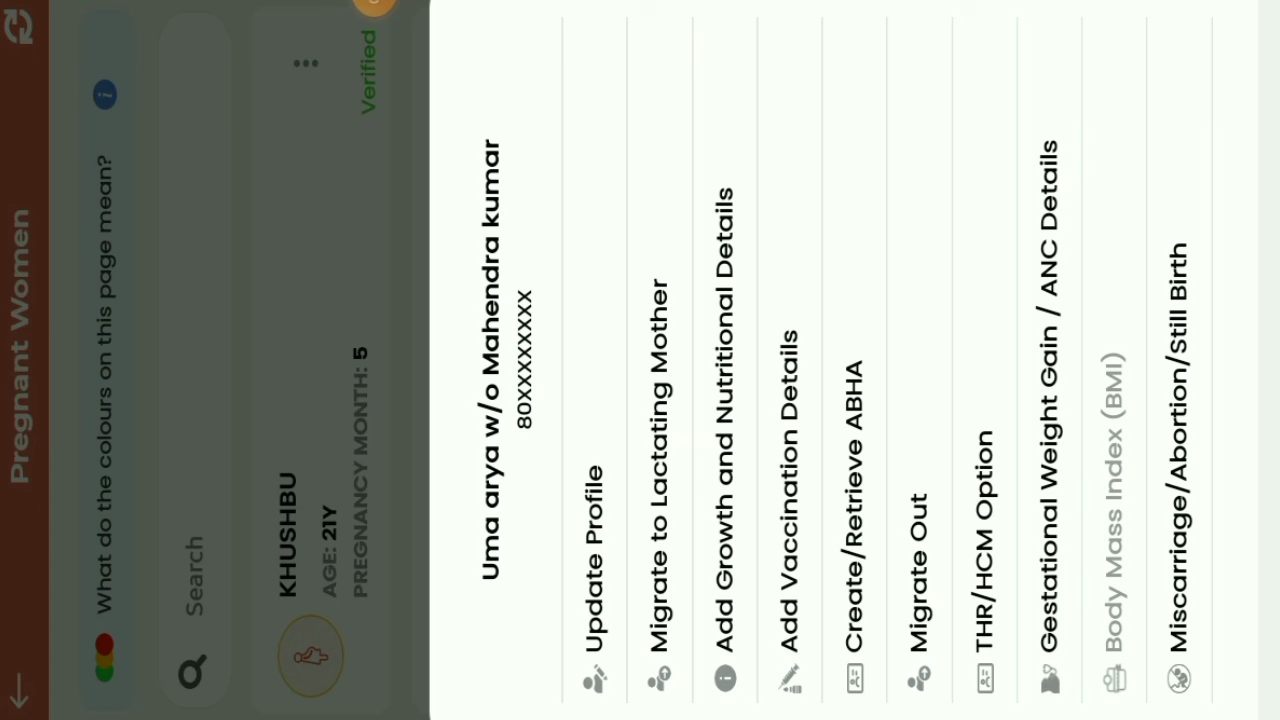 Pregnant Women
What do the colours on this page mean?
Search
KHUSHBU
AGE: 21Y
PREGNANCY MONTH: 5
Verified
Uma arya w/o Mahendra kumar
80XXXXXXXX
Update Profile
Migrate to Lactating Mother
Add Growth and Nutritional Details
Add Vaccination Details
Create/Retrieve ABHA
Migrate Out
THR/HCM Option
Gestational Weight Gain / ANC Details
Body Mass Index (BMI)
Miscarriage/Abortion/Still Birth